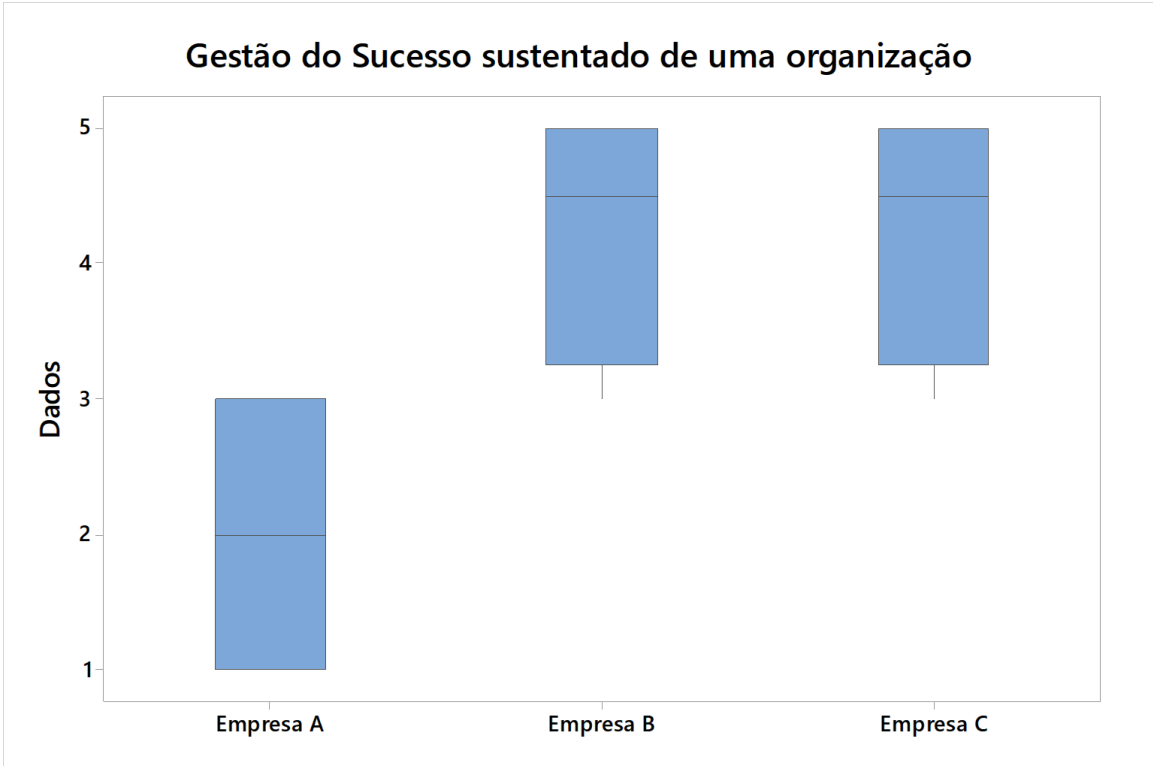 Gestão do Sucesso sustentado de uma organização
Dados
5
4
3
2
1
Empresa A
Empresa B
Empresa C